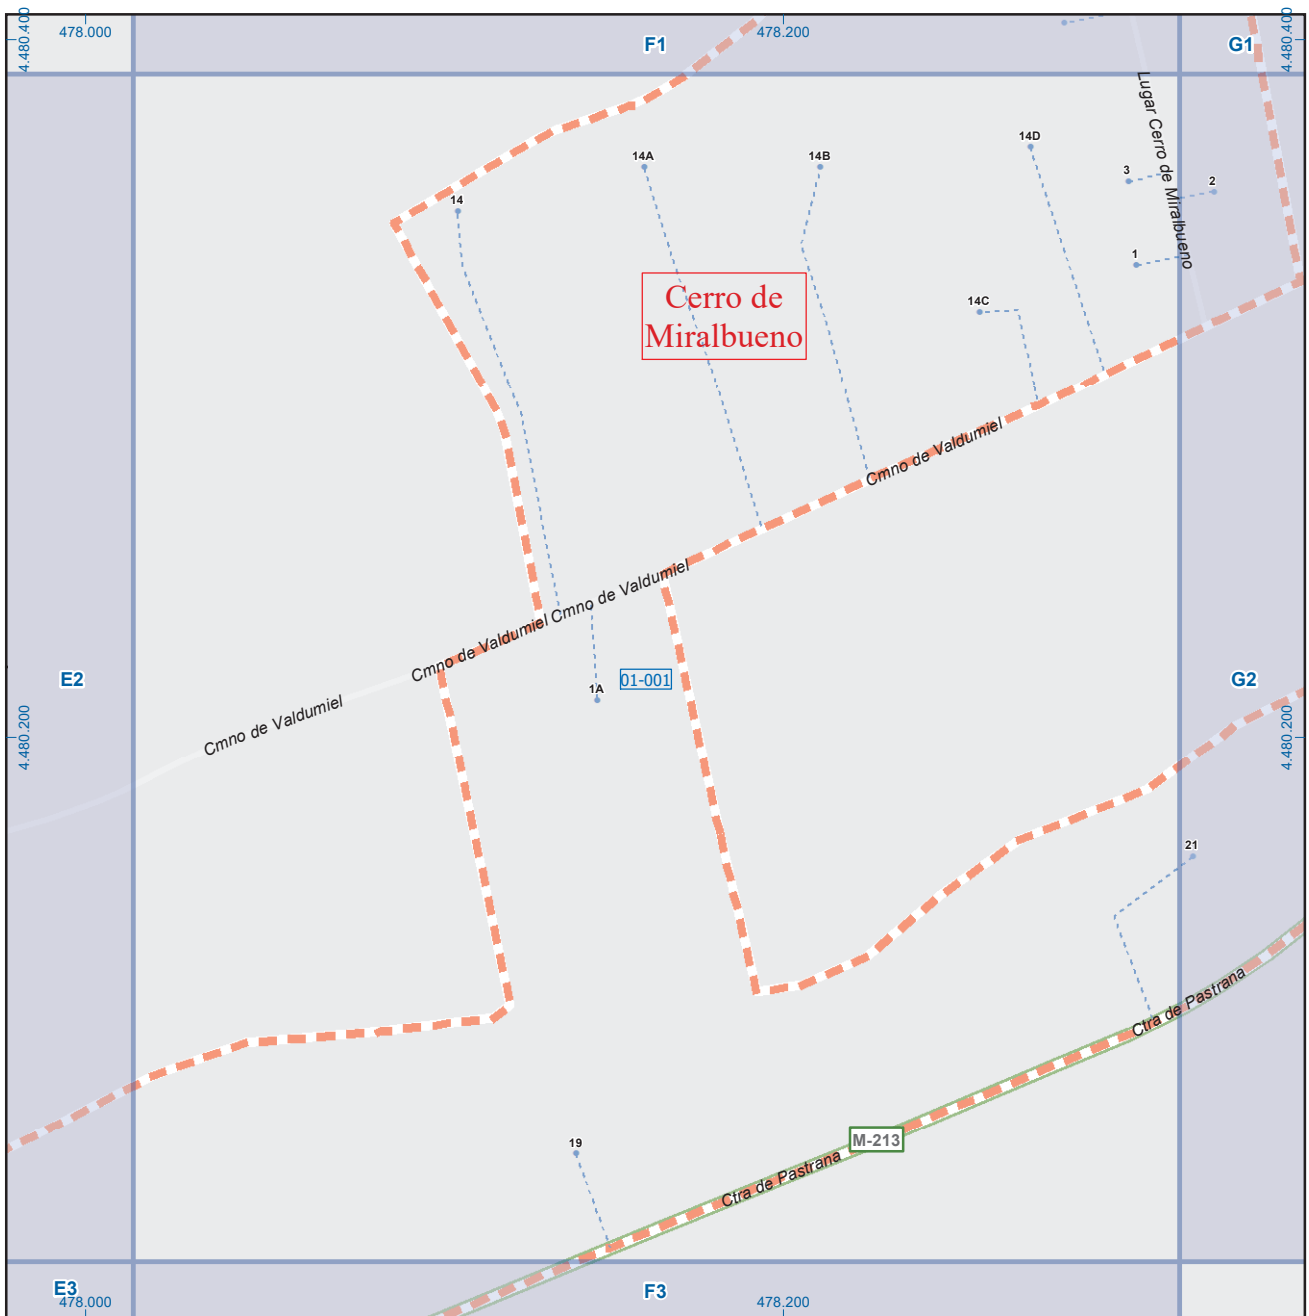 478.000
F1
478.200
G1
4.480.400
4.480.400
Lugar Cerro de Miralbueno
14D
14A
14B
3
2
14
1
Cerro de
Miralbueno
14C
Cmno de Valdumiel
Cmno de Valdumiel
Cmno de Valdumiel
Cmno de Valdumiel
E2
01-001
1A
G2
4.480.200
4.480.200
21
Ctra de Pastrana
M-213
19
Ctra de Pastrana
E3
F3
478.000
478.200